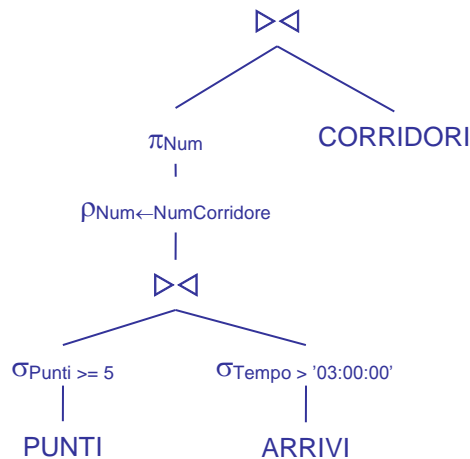 ▷◁
πNum CORRIDORI
ρNum←NumCorridore
▷◁
σPunti >= 5 σTempo > '03:00:00'
PUNTI ARRIVI